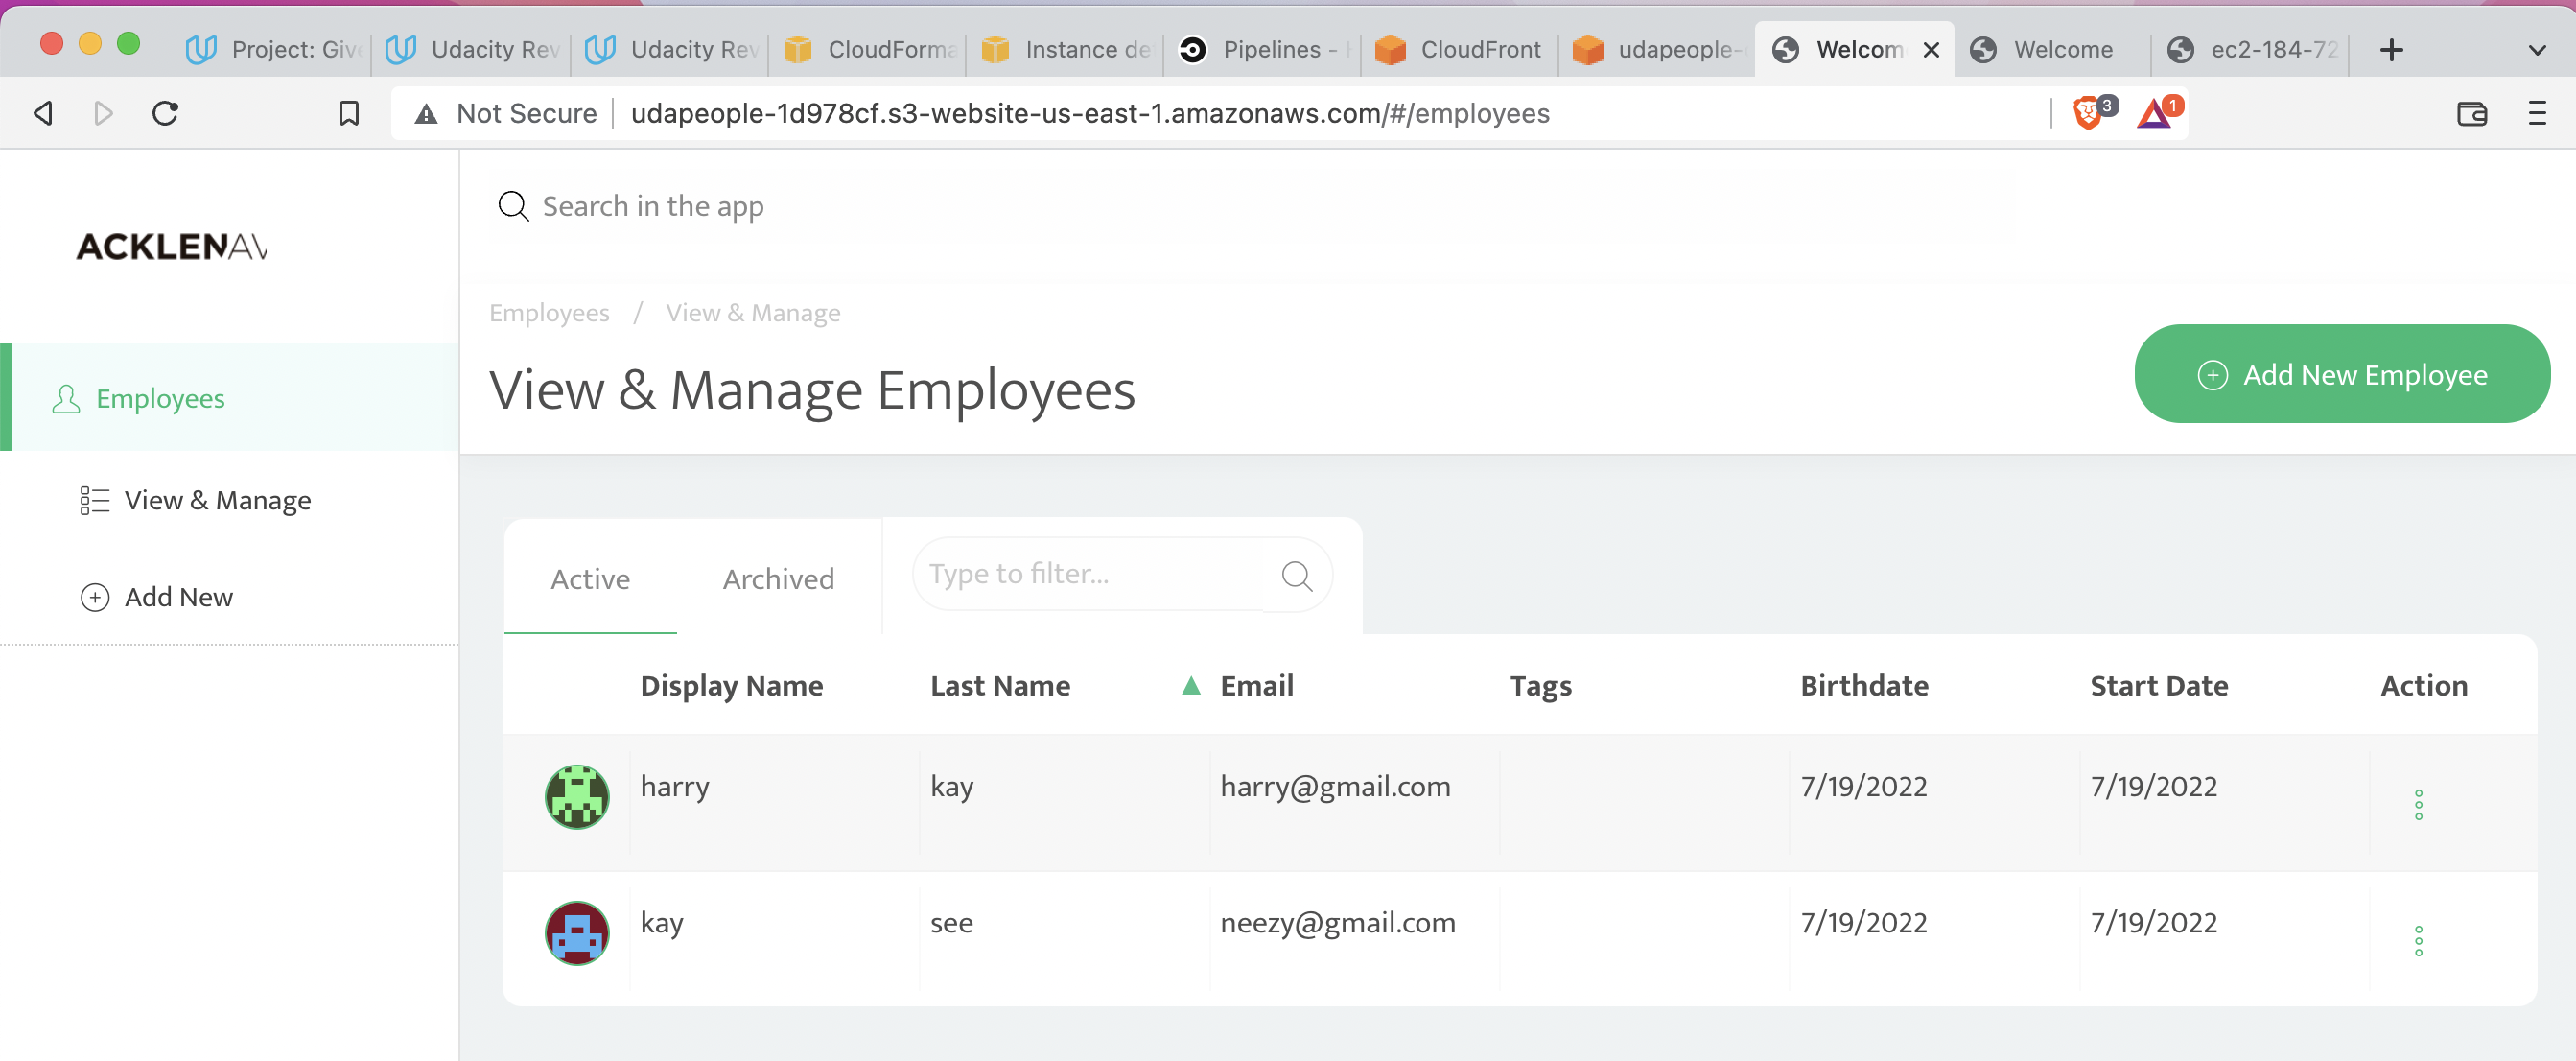 Project: Give
Udacity Rev
Udacity Rev
CloudForma
Instance de
Pipelines -
CloudFront
udapeople-
Welcom
Welcome
ec2-184-72
Not Secure
udapeople-1d978cf.s3-website-us-east-1.amazonaws.com/#/employees
3
1
ACKLENAV
Search in the app
Employees / View & Manage
View & Manage Employees
Add New Employee
Employees
View & Manage
Add New
Active
Archived
Type to filter...
Display Name Last Name Email Tags Birthdate Start Date Action
harry kay harry@gmail.com 7/19/2022 7/19/2022
kay see neezy@gmail.com 7/19/2022 7/19/2022